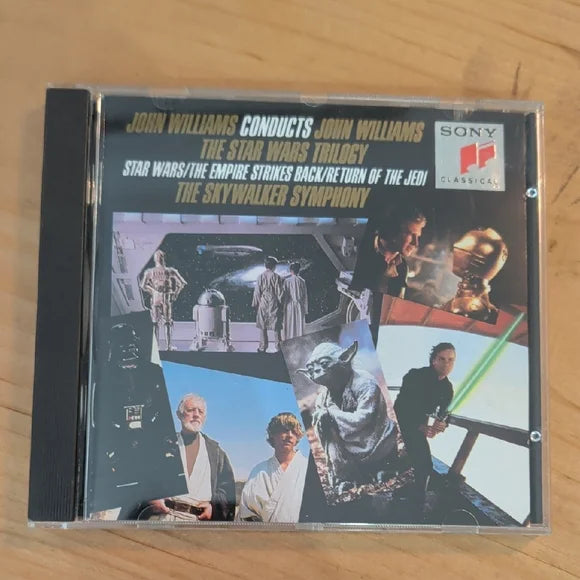 JOHN WILLIAMS CONDUCTS JOHN WILLIAMS
THE STAR WARS TRILOGY
STAR WARS/THE EMPIRE STRIKES BACK/RETURN OF THE JEDI
THE SKYWALKER SYMPHONY
SONY
CLASSICAL